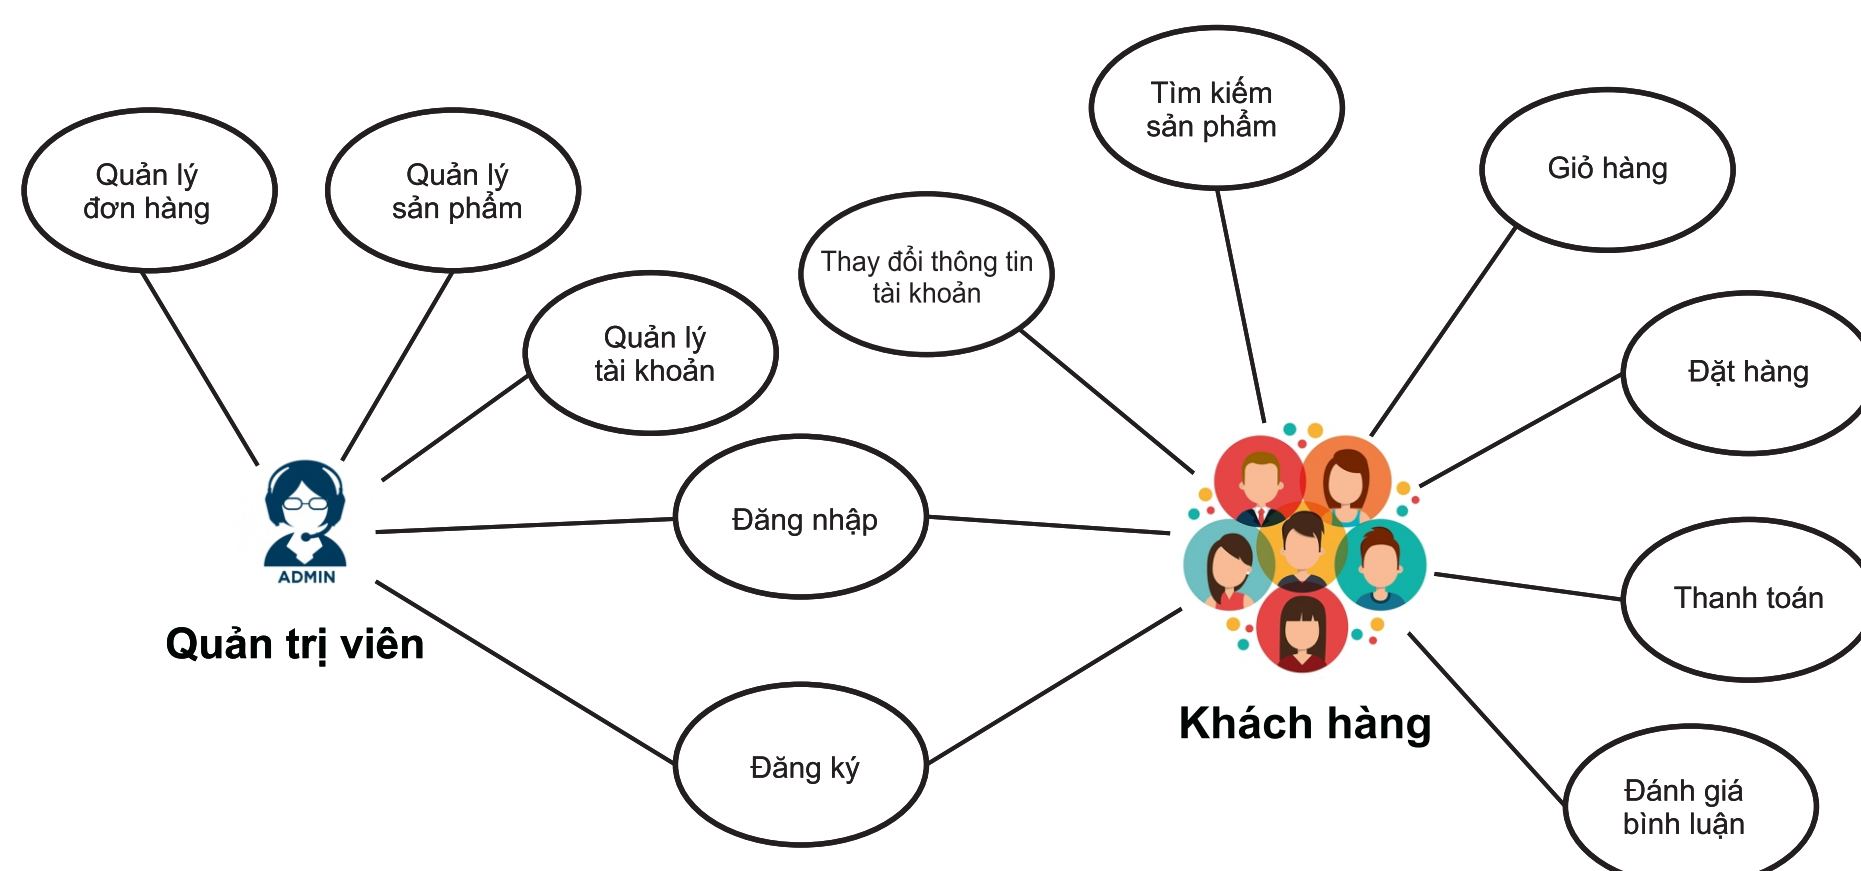 Quản lý
đơn hàng
Quản lý
sản phẩm
Quản lý
tài khoản
Thay đổi thông tin
tài khoản
Tìm kiếm
sản phẩm
Giỏ hàng
Đặt hàng
Đăng nhập
Thanh toán
ADMIN
Quản trị viên
Khách hàng
Đăng ký
Đánh giá
bình luận